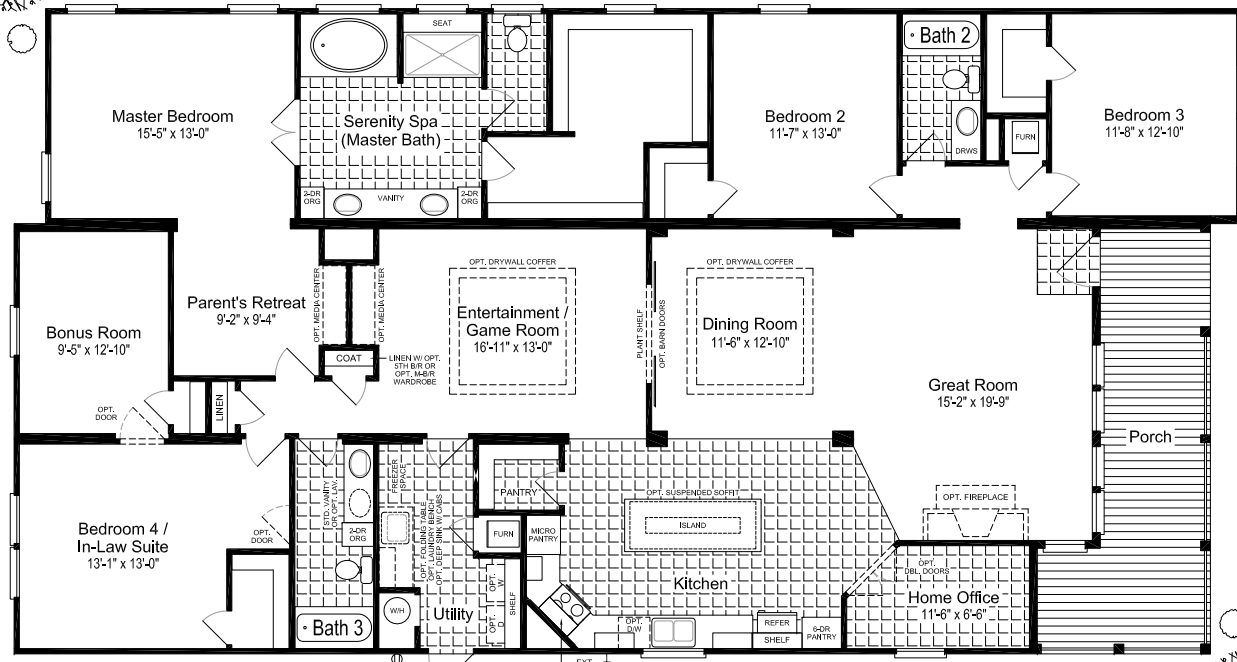 SEAT
Bath 2
Master Bedroom
15'-5" x 13'-0"
Serenity Spa
(Master Bath)
Bedroom 2
11'-7" x 13'-0"
Bedroom 3
11'-8" x 12'-10"
FURN
DRWS
2-DR
ORG
VANITY
2-DR
ORG
OPT. DRYWALL COFFER
OPT. DRYWALL COFFER
Parent's Retreat
9'-2" x 9'-4"
OPT. MEDIA CENTER
OPT. MEDIA CENTER
Entertainment /
Game Room
16'-11" x 13'-0"
PLANT SHELF
OPT. BARN DOORS
Dining Room
11'-6" x 12'-10"
Bonus Room
9'-5" x 12'-10"
COAT
LINEN W/ OPT.
5TH B/R OR
OPT. M-B/R
WARDROBE
Great Room
15'-2" x 19'-9"
OPT.
DOOR
LINEN
Porch
FREEZER
SPACE
STD. VANITY
OR OPT. LAV.
PANTRY
OPT. SUSPENDED SOFFIT
ISLAND
OPT. FIREPLACE
Bedroom 4 /
In-Law Suite
13'-1" x 13'-0"
OPT.
DOOR
2-DR
ORG
OPT. FOLDING TABLE
OPT. LAUNDRY BENCH
OPT. DEEP SINK W/ CABS
FURN
MICRO
PANTRY
OPT.
DBL. DOORS
Kitchen
Home Office
11'-6" x 6'-6"
W/H
Utility
OPT.
W
OPT.
D
SHELF
Bath 3
OPT.
D/W
REFER
SHELF
6-DR
PANTRY
EXT